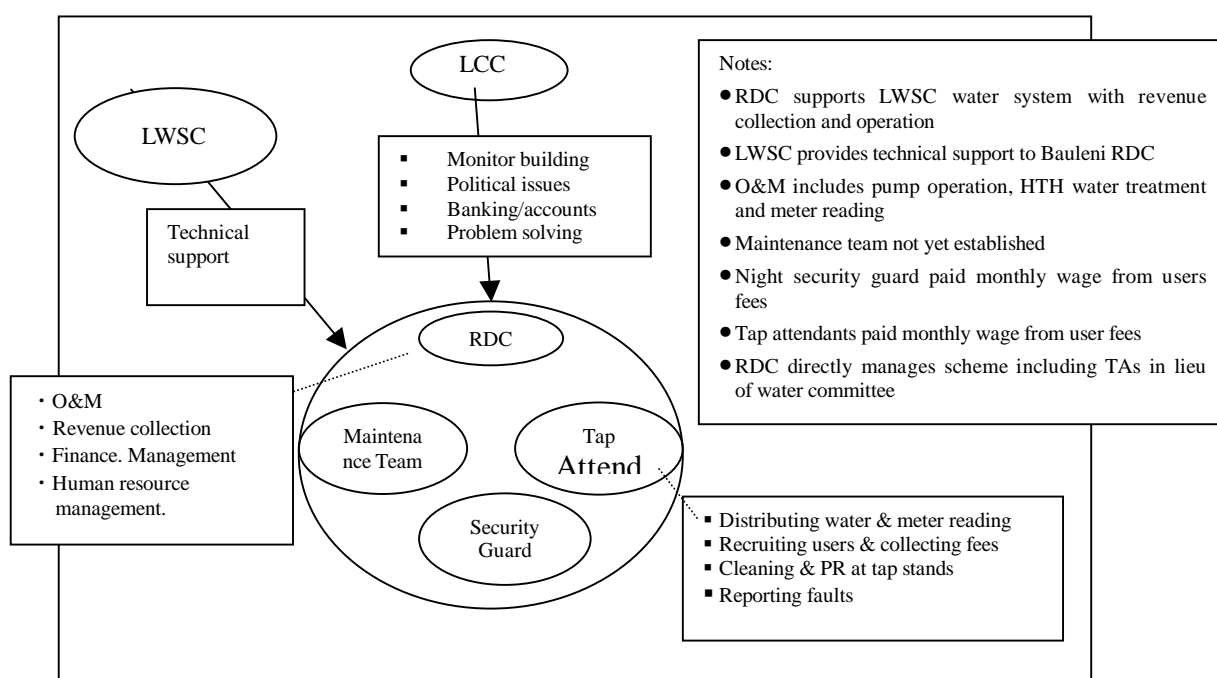 LCC
LWSC
▪ Monitor building
▪ Political issues
▪ Banking/accounts
▪ Problem solving
Technical
support
RDC
・O&M
・Revenue collection
・Finance. Management
・Human resource
management.
Maintena
nce Team
Tap
Attend
Security
Guard
▪ Distributing water & meter reading
▪ Recruiting users & collecting fees
▪ Cleaning & PR at tap stands
▪ Reporting faults
Notes:
●RDC supports LWSC water system with revenue
collection and operation
●LWSC provides technical support to Bauleni RDC
●O&M includes pump operation, HTH water treatment
and meter reading
●Maintenance team not yet established
●Night security guard paid monthly wage from users
fees
●Tap attendants paid monthly wage from user fees
●RDC directly manages scheme including TAs in lieu
of water committee